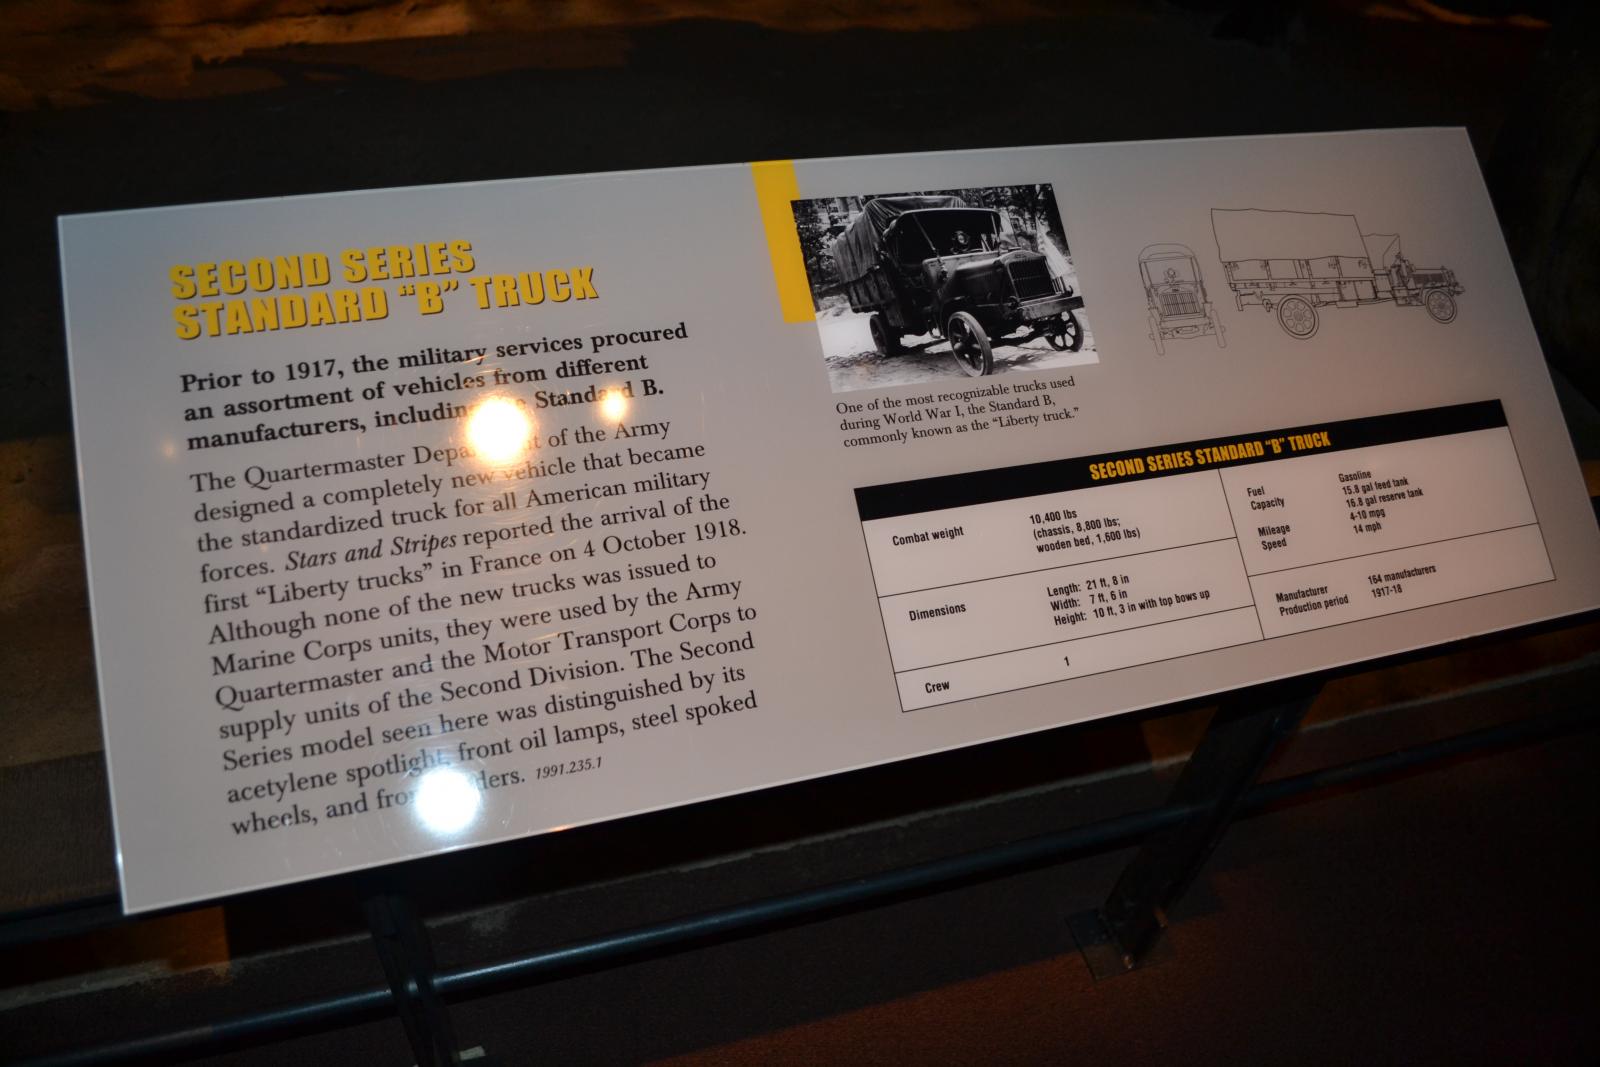 SECOND SERIES
STANDARD “B” TRUCK
Prior to 1917, the military services procured
an assortment of vehicles from different
manufacturers, including Standard B.
The Quartermaster Department of the Army
designed a completely new vehicle that became
the standardized truck for all American military
forces. Stars and Stripes reported the arrival of the
first “Liberty trucks” in France on 4 October 1918.
Although none of the new trucks was issued to
Marine Corps units, they were used by the Army
Quartermaster and the Motor Transport Corps to
supply units of the Second Division. The Second
Series model seen here was distinguished by its
acetylene spotlight, front oil lamps, steel spoked
wheels, and 1991.235.1
One of the most recognizable trucks used
during World War I, the Standard B,
commonly known as the “Liberty truck.”
SECOND SERIES STANDARD “B” TRUCK
Combat weight 10,400 lbs
(chassis, 8,800 lbs;
wooden bed, 1,600 lbs)
Dimensions Length: 21 ft, 8 in
Width: 7 ft, 6 in
Height: 10 ft, 3 in with top bows up
Crew 1
Fuel Gasoline
Capacity 15.8 gal feed tank
16.8 gal reserve tank
Mileage 4-10 mpg
Speed 14 mph
Manufacturer 164 manufacturers
Production period 1917-18